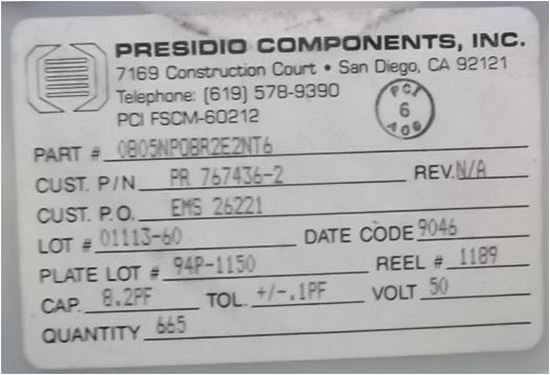 PRESIDIO COMPONENTS, INC.
7169 Construction Court • San Diego, CA 92121
Telephone: (619) 578-9390
PCI FSCM-60212
PCI
6
PART # 0805NPO8R2E2NT6
CUST. P/N PR 767436-2 REV. N/A
CUST. P.O. EMS 26221
LOT # 01113-60 DATE CODE 9046
PLATE LOT # 94P-1150 REEL # 1189
CAP. 8.2PF TOL. +/-.1PF VOLT 50
QUANTITY 665